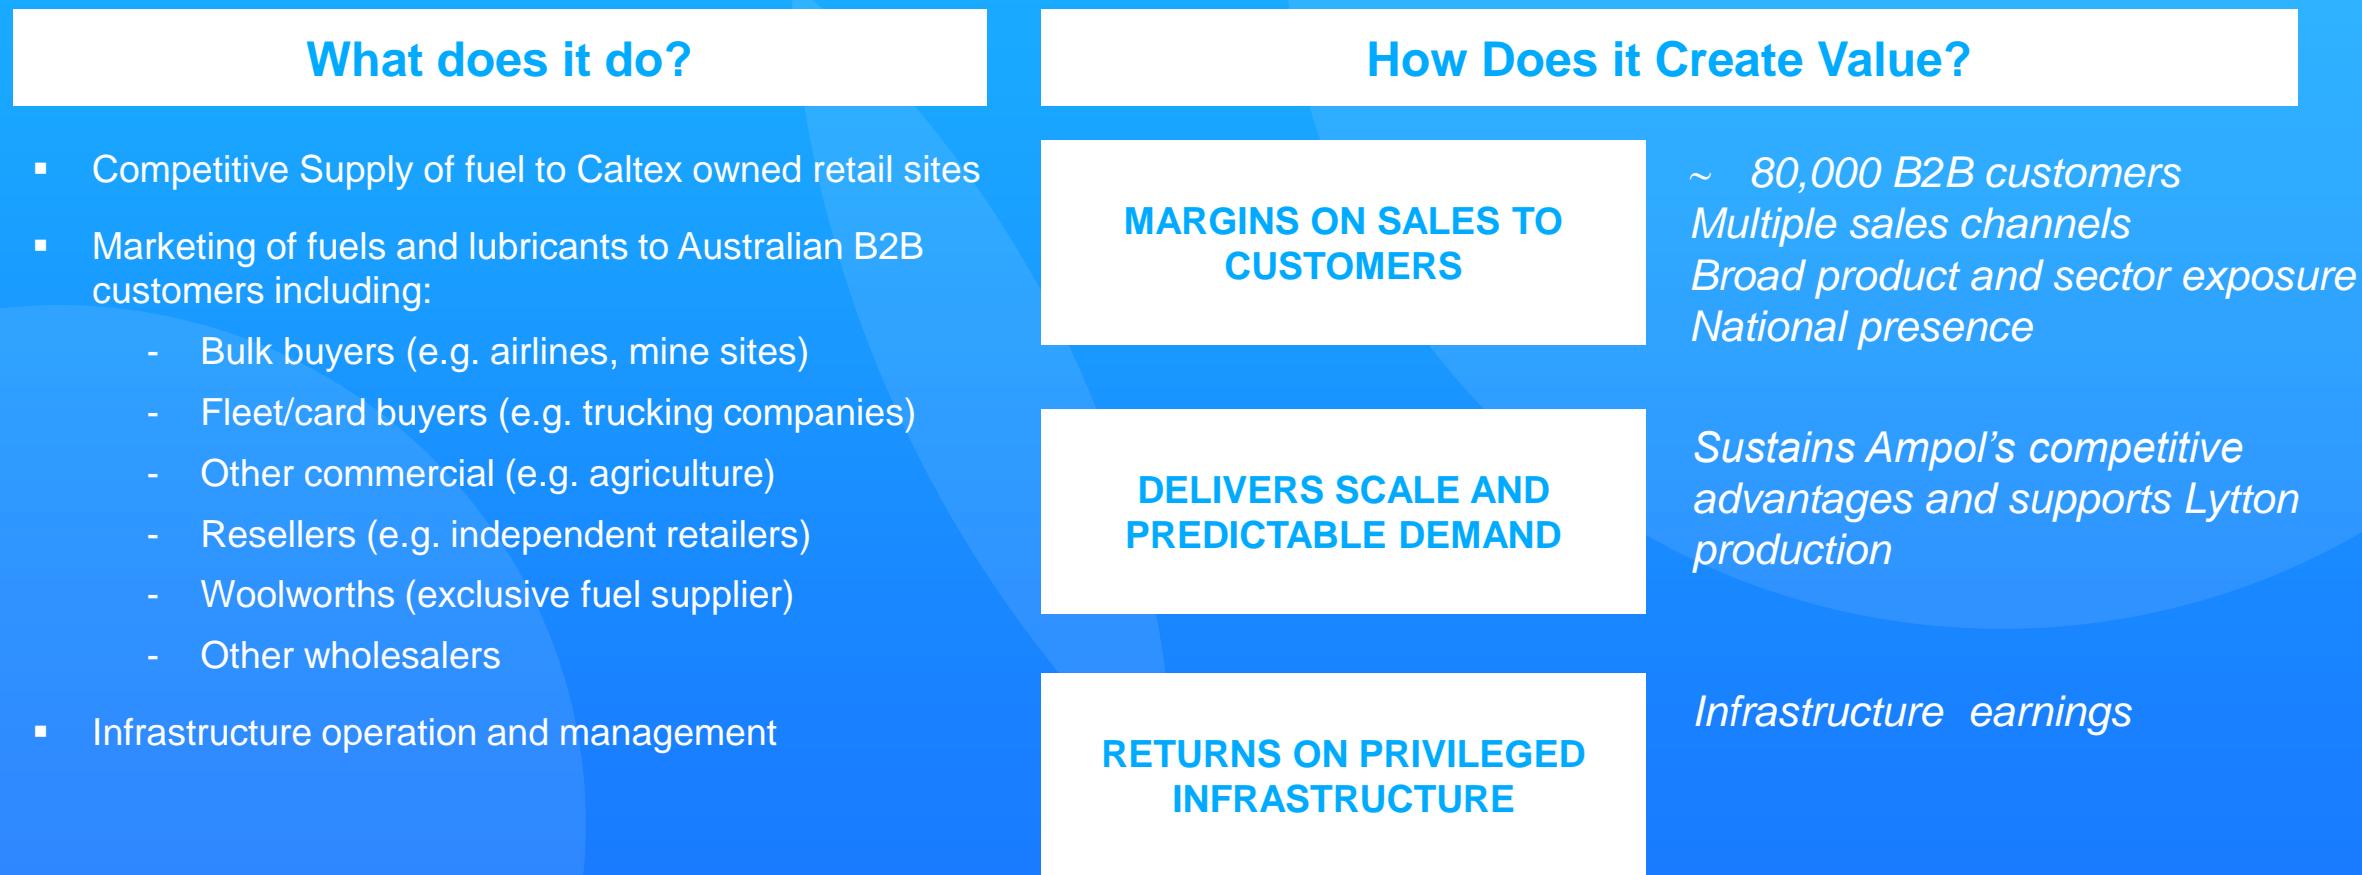 What does it do?
▪ Competitive Supply of fuel to Caltex owned retail sites
▪ Marketing of fuels and lubricants to Australian B2B
customers including:
- Bulk buyers (e.g. airlines, mine sites)
- Fleet/card buyers (e.g. trucking companies)
- Other commercial (e.g. agriculture)
- Resellers (e.g. independent retailers)
- Woolworths (exclusive fuel supplier)
- Other wholesalers
▪ Infrastructure operation and management
How Does it Create Value?
MARGINS ON SALES TO
CUSTOMERS
~ 80,000 B2B customers
Multiple sales channels
Broad product and sector exposure
National presence
DELIVERS SCALE AND
PREDICTABLE DEMAND
Sustains Ampol’s competitive
advantages and supports Lytton
production
RETURNS ON PRIVILEGED
INFRASTRUCTURE
Infrastructure earnings